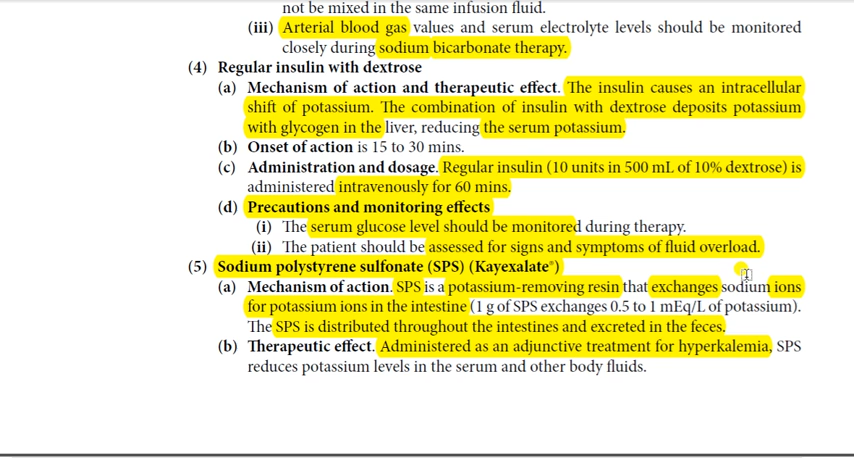 not be mixed in the same infusion fluid.
(iii) Arterial blood gas values and serum electrolyte levels should be monitored
closely during sodium bicarbonate therapy.
(4) Regular insulin with dextrose
(a) Mechanism of action and therapeutic effect. The insulin causes an intracellular
shift of potassium. The combination of insulin with dextrose deposits potassium
with glycogen in the liver, reducing the serum potassium.
(b) Onset of action is 15 to 30 mins.
(c) Administration and dosage. Regular insulin (10 units in 500 mL of 10% dextrose) is
administered intravenously for 60 mins.
(d) Precautions and monitoring effects
(i) The serum glucose level should be monitored during therapy.
(ii) The patient should be assessed for signs and symptoms of fluid overload.
(5) Sodium polystyrene sulfonate (SPS) (Kayexalate®)
(a) Mechanism of action. SPS is a potassium-removing resin that exchanges sodium ions
for potassium ions in the intestine (1 g of SPS exchanges 0.5 to 1 mEq/L of potassium).
The SPS is distributed throughout the intestines and excreted in the feces.
(b) Therapeutic effect. Administered as an adjunctive treatment for hyperkalemia, SPS
reduces potassium levels in the serum and other body fluids.